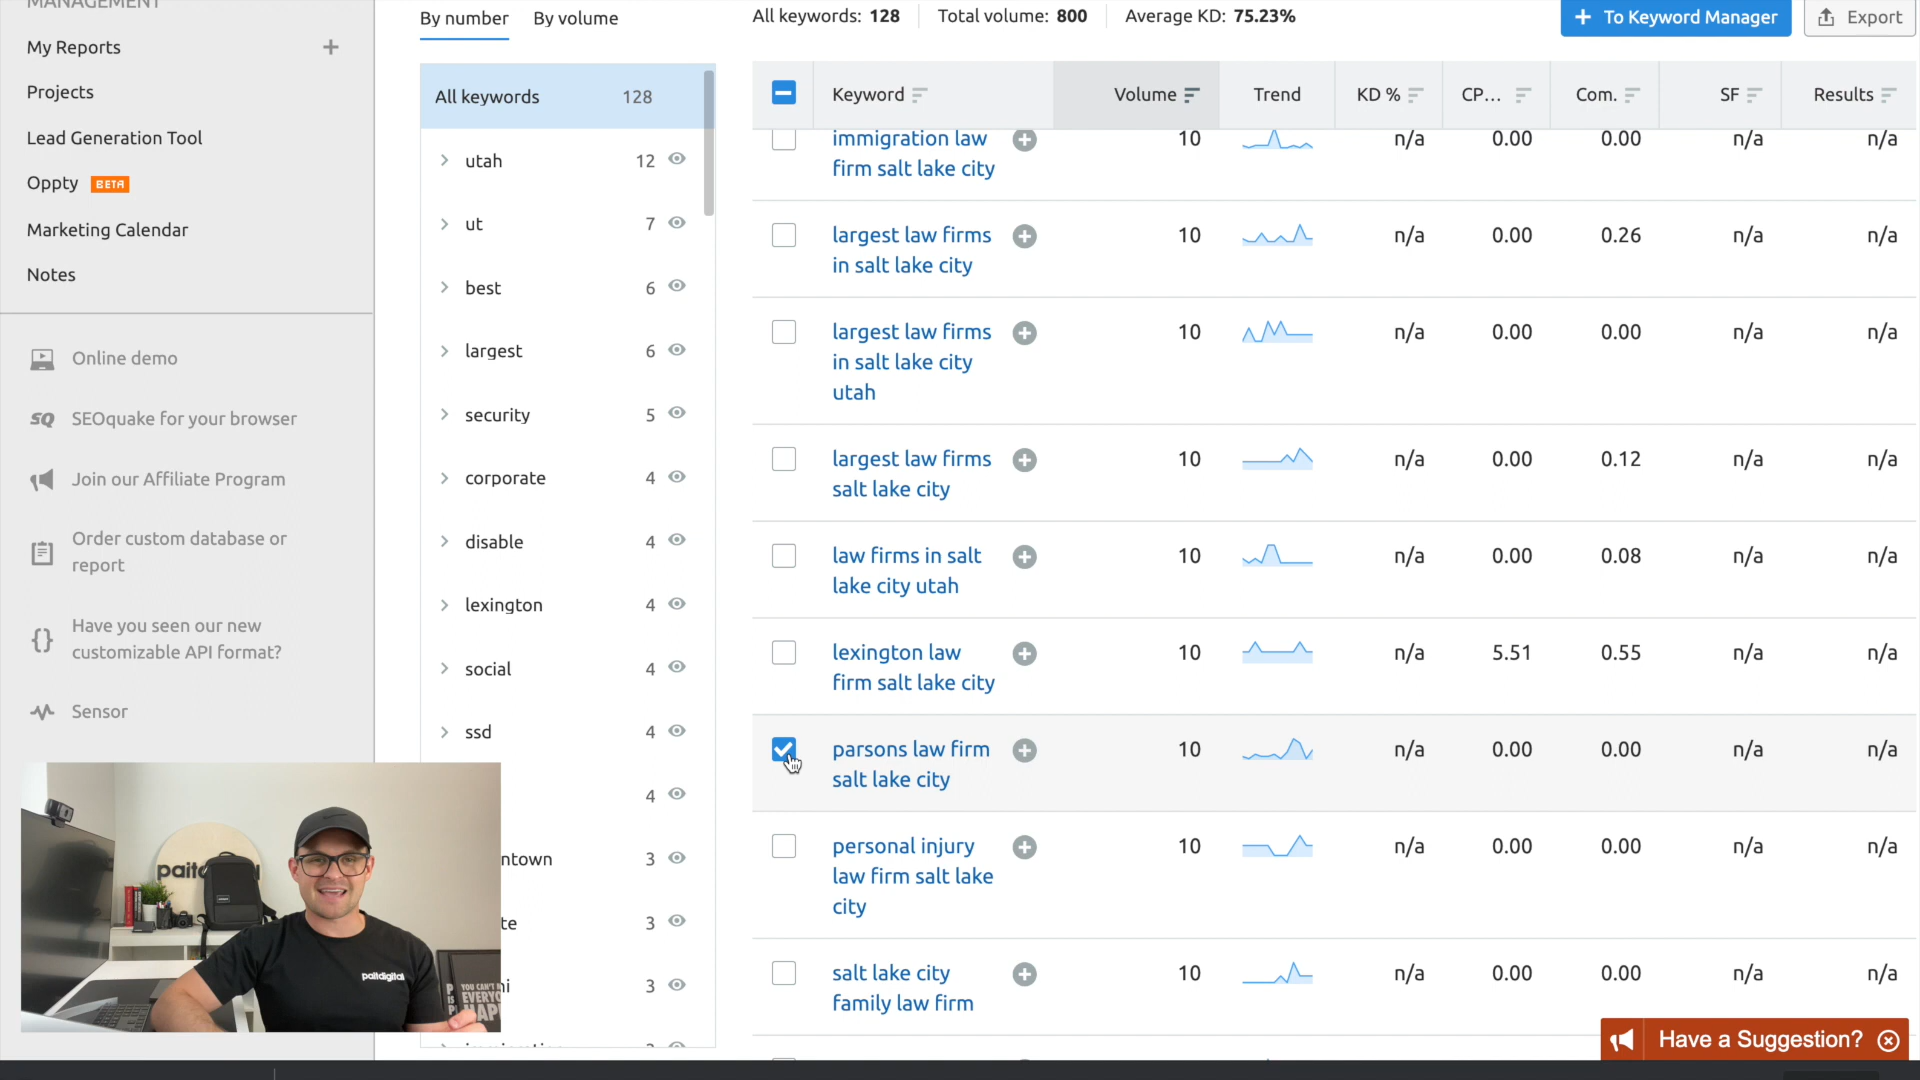 MANAGEMENT
My Reports
Projects
Lead Generation Tool
Oppty BETA
Marketing Calendar
Notes
Online demo
SEOquake for your browser
Join our Affiliate Program
Order custom database or
report
Have you seen our new
customizable API format?
Sensor
By number By volume
All keywords 128
utah 12
ut 7
best 6
largest 6
security 5
corporate 4
disable 4
lexington 4
social 4
ssd 4
4
ntown 3
te 3
ni 3
All keywords: 128 Total volume: 800 Average KD: 75.23%
+ To Keyword Manager Export
Keyword Volume Trend KD % CP... Com. SF Results
immigration law 10 n/a 0.00 0.00 n/a n/a
firm salt lake city
largest law firms 10 n/a 0.00 0.26 n/a n/a
in salt lake city
largest law firms 10 n/a 0.00 0.00 n/a n/a
in salt lake city
utah
largest law firms 10 n/a 0.00 0.12 n/a n/a
salt lake city
law firms in salt 10 n/a 0.00 0.08 n/a n/a
lake city utah
lexington law 10 n/a 5.51 0.55 n/a n/a
firm salt lake city
parsons law firm 10 n/a 0.00 0.00 n/a n/a
salt lake city
personal injury 10 n/a 0.00 0.00 n/a n/a
law firm salt lake
city
salt lake city 10 n/a 0.00 0.00 n/a n/a
family law firm
Have a Suggestion?
paitdigital
YOU CAN'T